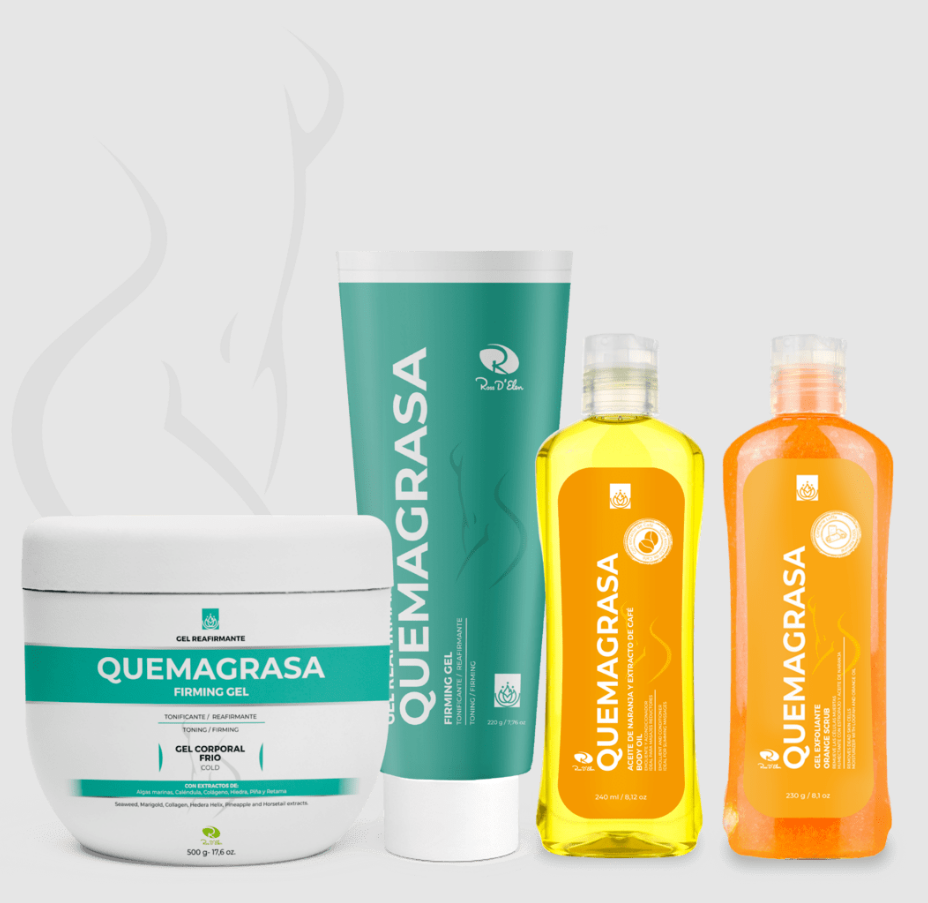 GEL REAFIRMANTE
QUEMAGRASA
FIRMING GEL
TONIFICANTE / REAFIRMANTE
TONING / FIRMING
GEL CORPORAL
FRIO
COLD
CON EXTRACTOS DE:
Algas marinas, Caléndula, Colágeno, Hiedra, Piña y Retama
Seaweed, Marigold, Collagen, Hedera Helix, Pineapple and Horsetail extracts.
500 g- 17,6 oz.
QUEMAGRASA
FIRMING GEL
TONIFICANTE / REAFIRMANTE
TONING / FIRMING
220 g / 7,76 oz
QUEMAGRASA
ACEITE DE NARANJA Y EXTRACTO DE CAFÉ
BODY OIL
240 ml / 8,12 oz
QUEMAGRASA
GEL EXFOLIANTE
ORANGE SCRUB
230 g / 8,1 oz